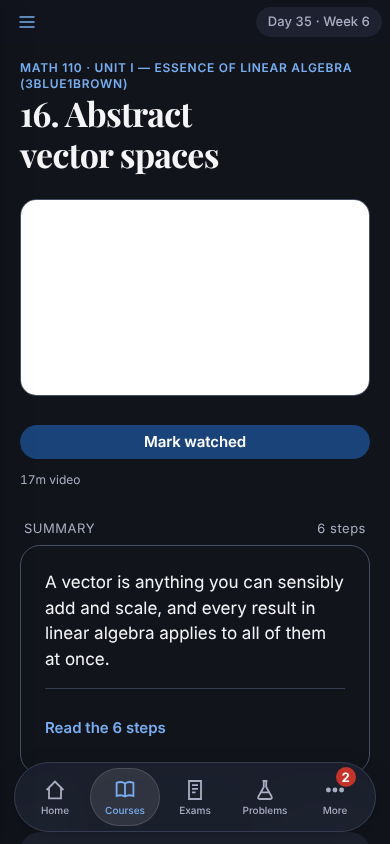 Day 35 · Week 6
MATH 110 · UNIT I — ESSENCE OF LINEAR ALGEBRA
(3BLUE1BROWN)
16. Abstract
vector spaces
Mark watched
17m video
SUMMARY 6 steps
A vector is anything you can sensibly
add and scale, and every result in
linear algebra applies to all of them
at once.
Read the 6 steps
2
Home Courses Exams Problems More